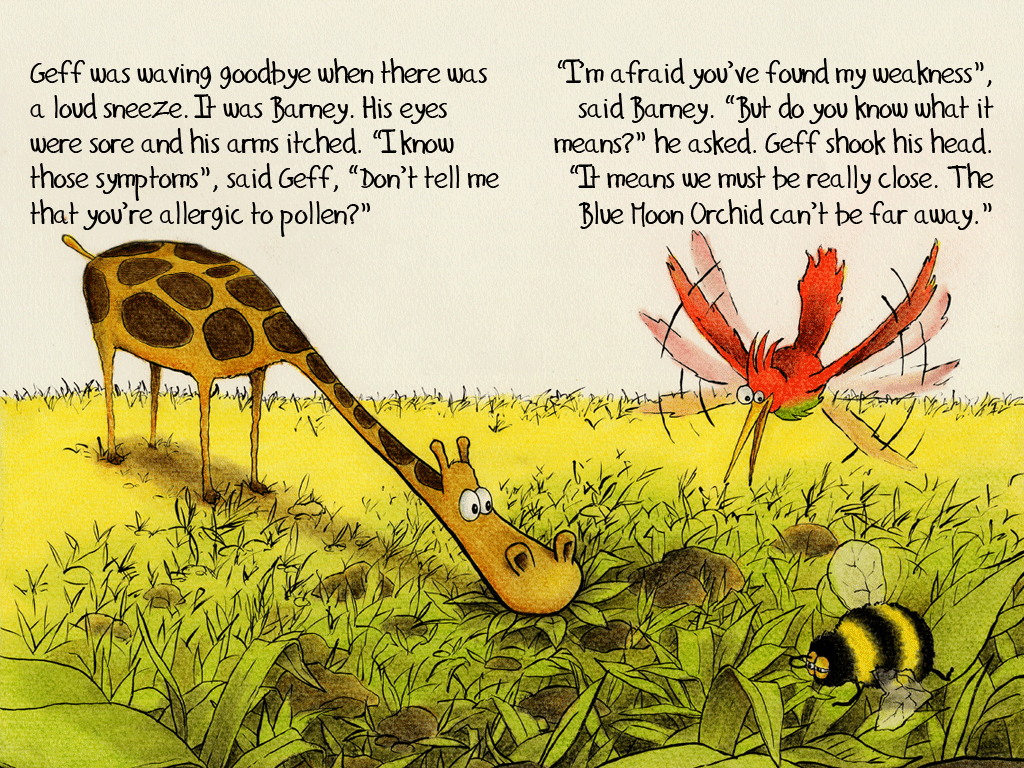 Geff was waving goodbye when there was
a loud sneeze. It was Barney. His eyes
were sore and his arms itched. “I know
those symptoms”, said Geff, “Don’t tell me
that you’re allergic to pollen?”
“I’m afraid you’ve found my weakness”,
said Barney. “But do you know what it
means?” he asked. Geff shook his head.
“It means we must be really close. The
Blue Moon Orchid can’t be far away.”